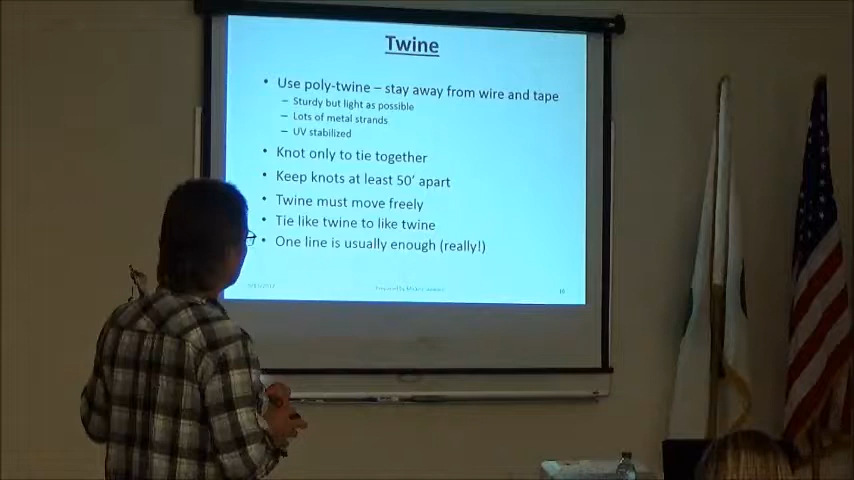 Twine
• Use poly-twine – stay away from wire and tape
– Sturdy but light as possible
– Lots of metal strands
– UV stabilized
• Knot only to tie together
• Keep knots at least 50' apart
• Twine must move freely
• Tie like twine to like twine
• One line is usually enough (really!)